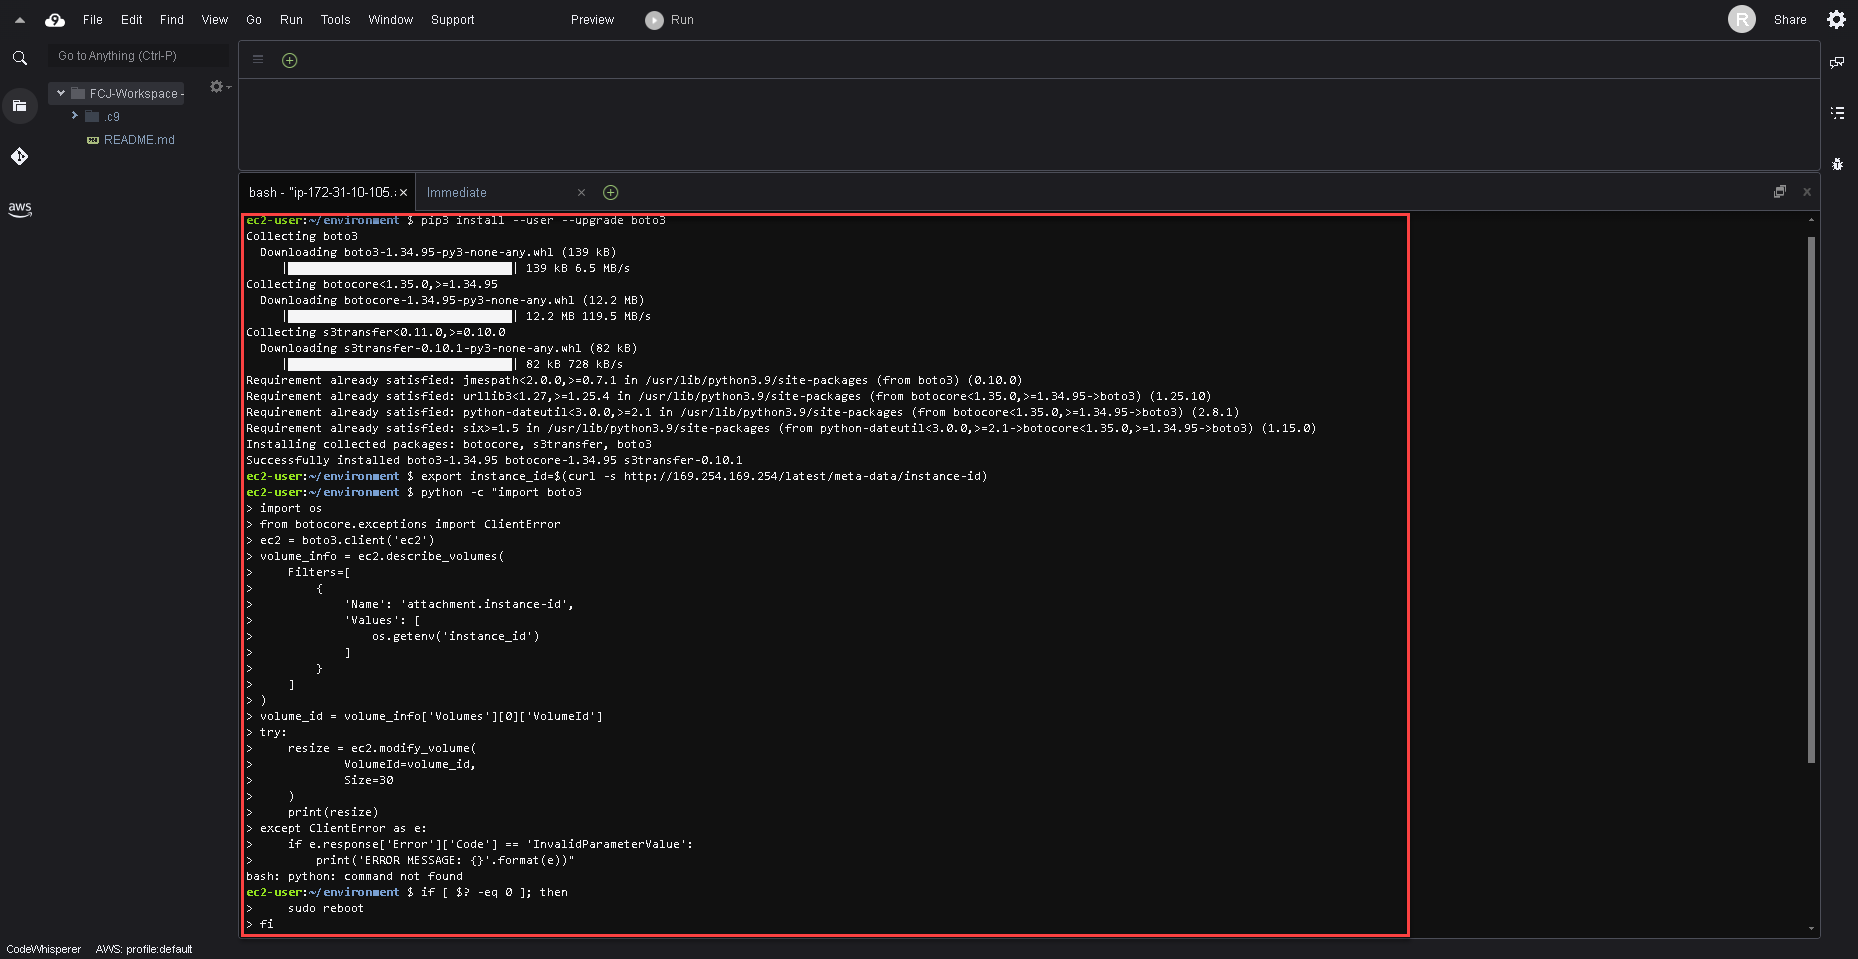 9 File Edit Find View Go Run Tools Window Support Preview Run R Share
Go to Anything (Ctrl-P)
FCJ-Workspace -
.c9
README.md
aws
bash - "ip-172-31-10-105. × Immediate ×
ec2-user:~/environment $ pip3 install --user --upgrade boto3
Collecting boto3
  Downloading boto3-1.34.95-py3-none-any.whl (139 kB)
     | | 139 kB 6.5 MB/s
Collecting botocore<1.35.0,>=1.34.95
  Downloading botocore-1.34.95-py3-none-any.whl (12.2 MB)
     | | 12.2 MB 119.5 MB/s
Collecting s3transfer<0.11.0,>=0.10.0
  Downloading s3transfer-0.10.1-py3-none-any.whl (82 kB)
     | | 82 kB 728 kB/s
Requirement already satisfied: jmespath<2.0.0,>=0.7.1 in /usr/lib/python3.9/site-packages (from boto3) (0.10.0)
Requirement already satisfied: urllib3<1.27,>=1.25.4 in /usr/lib/python3.9/site-packages (from botocore<1.35.0,>=1.34.95->boto3) (1.25.10)
Requirement already satisfied: python-dateutil<3.0.0,>=2.1 in /usr/lib/python3.9/site-packages (from botocore<1.35.0,>=1.34.95->boto3) (2.8.1)
Requirement already satisfied: six>=1.5 in /usr/lib/python3.9/site-packages (from python-dateutil<3.0.0,>=2.1->botocore<1.35.0,>=1.34.95->boto3) (1.15.0)
Installing collected packages: botocore, s3transfer, boto3
Successfully installed boto3-1.34.95 botocore-1.34.95 s3transfer-0.10.1
ec2-user:~/environment $ export instance_id=$(curl -s http://169.254.169.254/latest/meta-data/instance-id)
ec2-user:~/environment $ python -c "import boto3
> import os
> from botocore.exceptions import ClientError
> ec2 = boto3.client('ec2')
> volume_info = ec2.describe_volumes(
>     Filters=[
>         {
>             'Name': 'attachment.instance-id',
>             'Values': [
>                 os.getenv('instance_id')
>             ]
>         }
>     ]
> )
> volume_id = volume_info['Volumes'][0]['VolumeId']
> try:
>     resize = ec2.modify_volume(
>             VolumeId=volume_id,
>             Size=30
>     )
>     print(resize)
> except ClientError as e:
>     if e.response['Error']['Code'] == 'InvalidParameterValue':
>         print('ERROR MESSAGE: {}'.format(e))"
bash: python: command not found
ec2-user:~/environment $ if [ $? -eq 0 ]; then
>     sudo reboot
> fi
CodeWhisperer AWS: profile:default